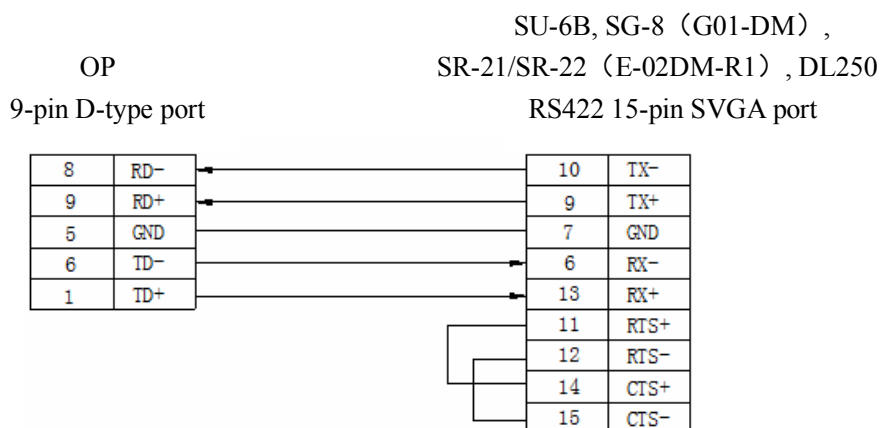 SU-6B, SG-8（G01-DM）,
OP SR-21/SR-22（E-02DM-R1）, DL250
9-pin D-type port RS422 15-pin SVGA port
8 RD- 10 TX-
9 RD+ 9 TX+
5 GND 7 GND
6 TD- 6 RX-
1 TD+ 13 RX+
11 RTS+
12 RTS-
14 CTS+
15 CTS-